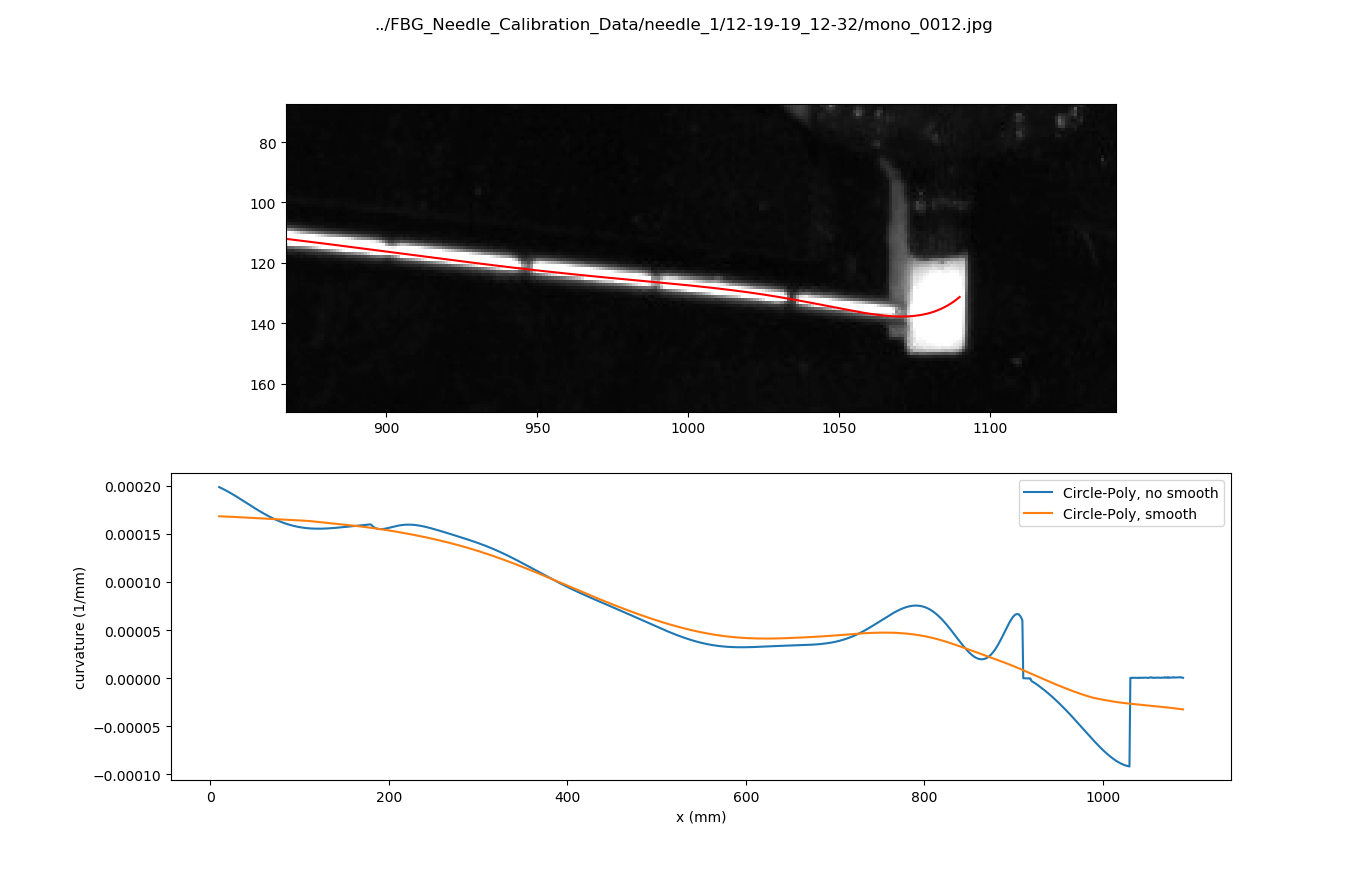 ../FBG_Needle_Calibration_Data/needle_1/12-19-19_12-32/mono_0012.jpg
80
100
120
140
160
900 950 1000 1050 1100
0.00020
0.00015
0.00010
0.00005
0.00000
−0.00005
−0.00010
curvature (1/mm)
Circle-Poly, no smooth
Circle-Poly, smooth
0 200 400 600 800 1000
x (mm)